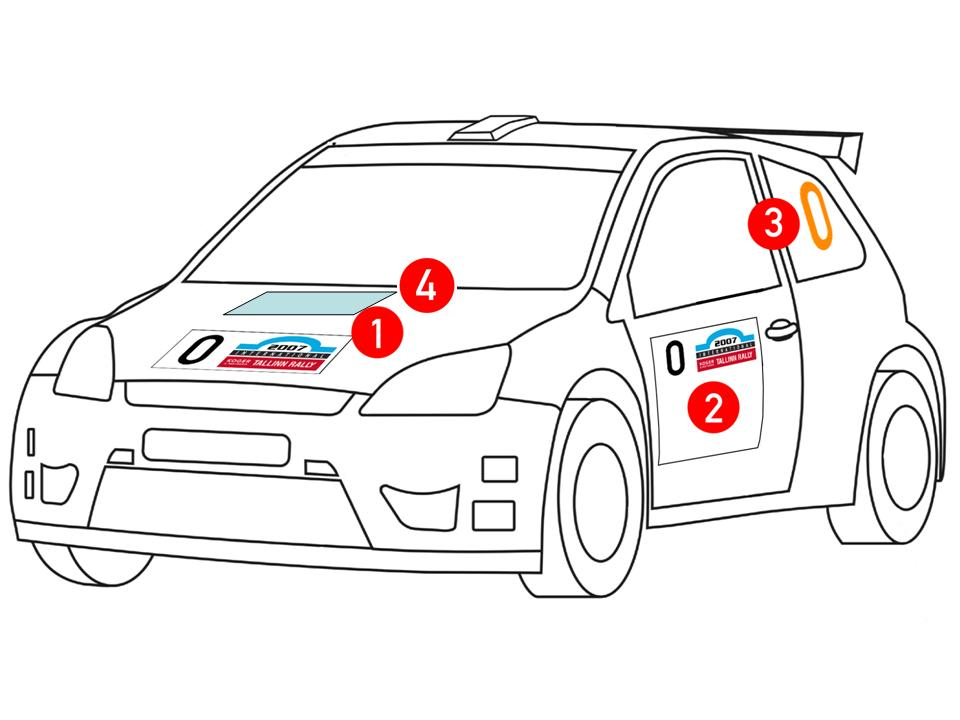 0
3
4
1
0
2007
INTERNATIONAL
KOGER
TALLINN RALLY
0
2007
INTERNATIONAL
KOGER
TALLINN RALLY
2